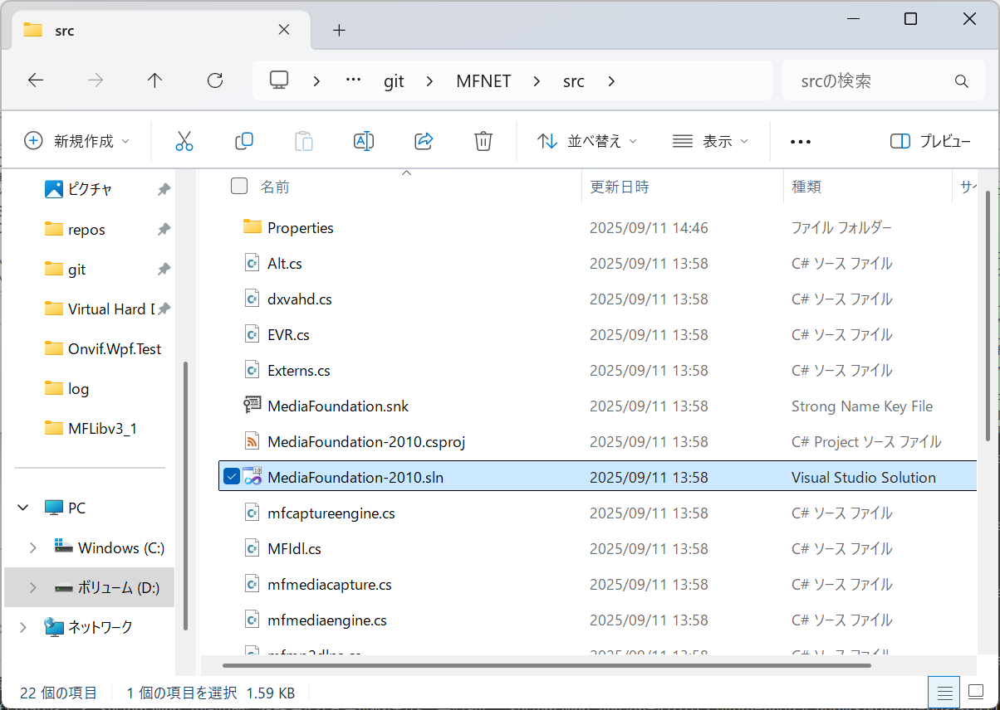 src
git
MFNET
src
srcの検索
新規作成
並べ替え
表示
プレビュー
ピクチャ
repos
git
Virtual Hard D
Onvif.Wpf.Test
log
MFLibv3_1
PC
Windows (C:)
ボリューム (D:)
ネットワーク
名前 更新日時 種類 サイ
Properties 2025/09/11 14:46 ファイル フォルダー
Alt.cs 2025/09/11 13:58 C# ソース ファイル
dxvahd.cs 2025/09/11 13:58 C# ソース ファイル
EVR.cs 2025/09/11 13:58 C# ソース ファイル
Externs.cs 2025/09/11 13:58 C# ソース ファイル
MediaFoundation.snk 2025/09/11 13:58 Strong Name Key File
MediaFoundation-2010.csproj 2025/09/11 13:58 C# Project ソース ファイル
MediaFoundation-2010.sln 2025/09/11 13:58 Visual Studio Solution
mfcaptureengine.cs 2025/09/11 13:58 C# ソース ファイル
MFIdl.cs 2025/09/11 13:58 C# ソース ファイル
mfmediacapture.cs 2025/09/11 13:58 C# ソース ファイル
mfmediaengine.cs 2025/09/11 13:58 C# ソース ファイル
2025/09/11 13:58 C# ソース ファイル
22 個の項目 1 個の項目を選択 1.59 KB